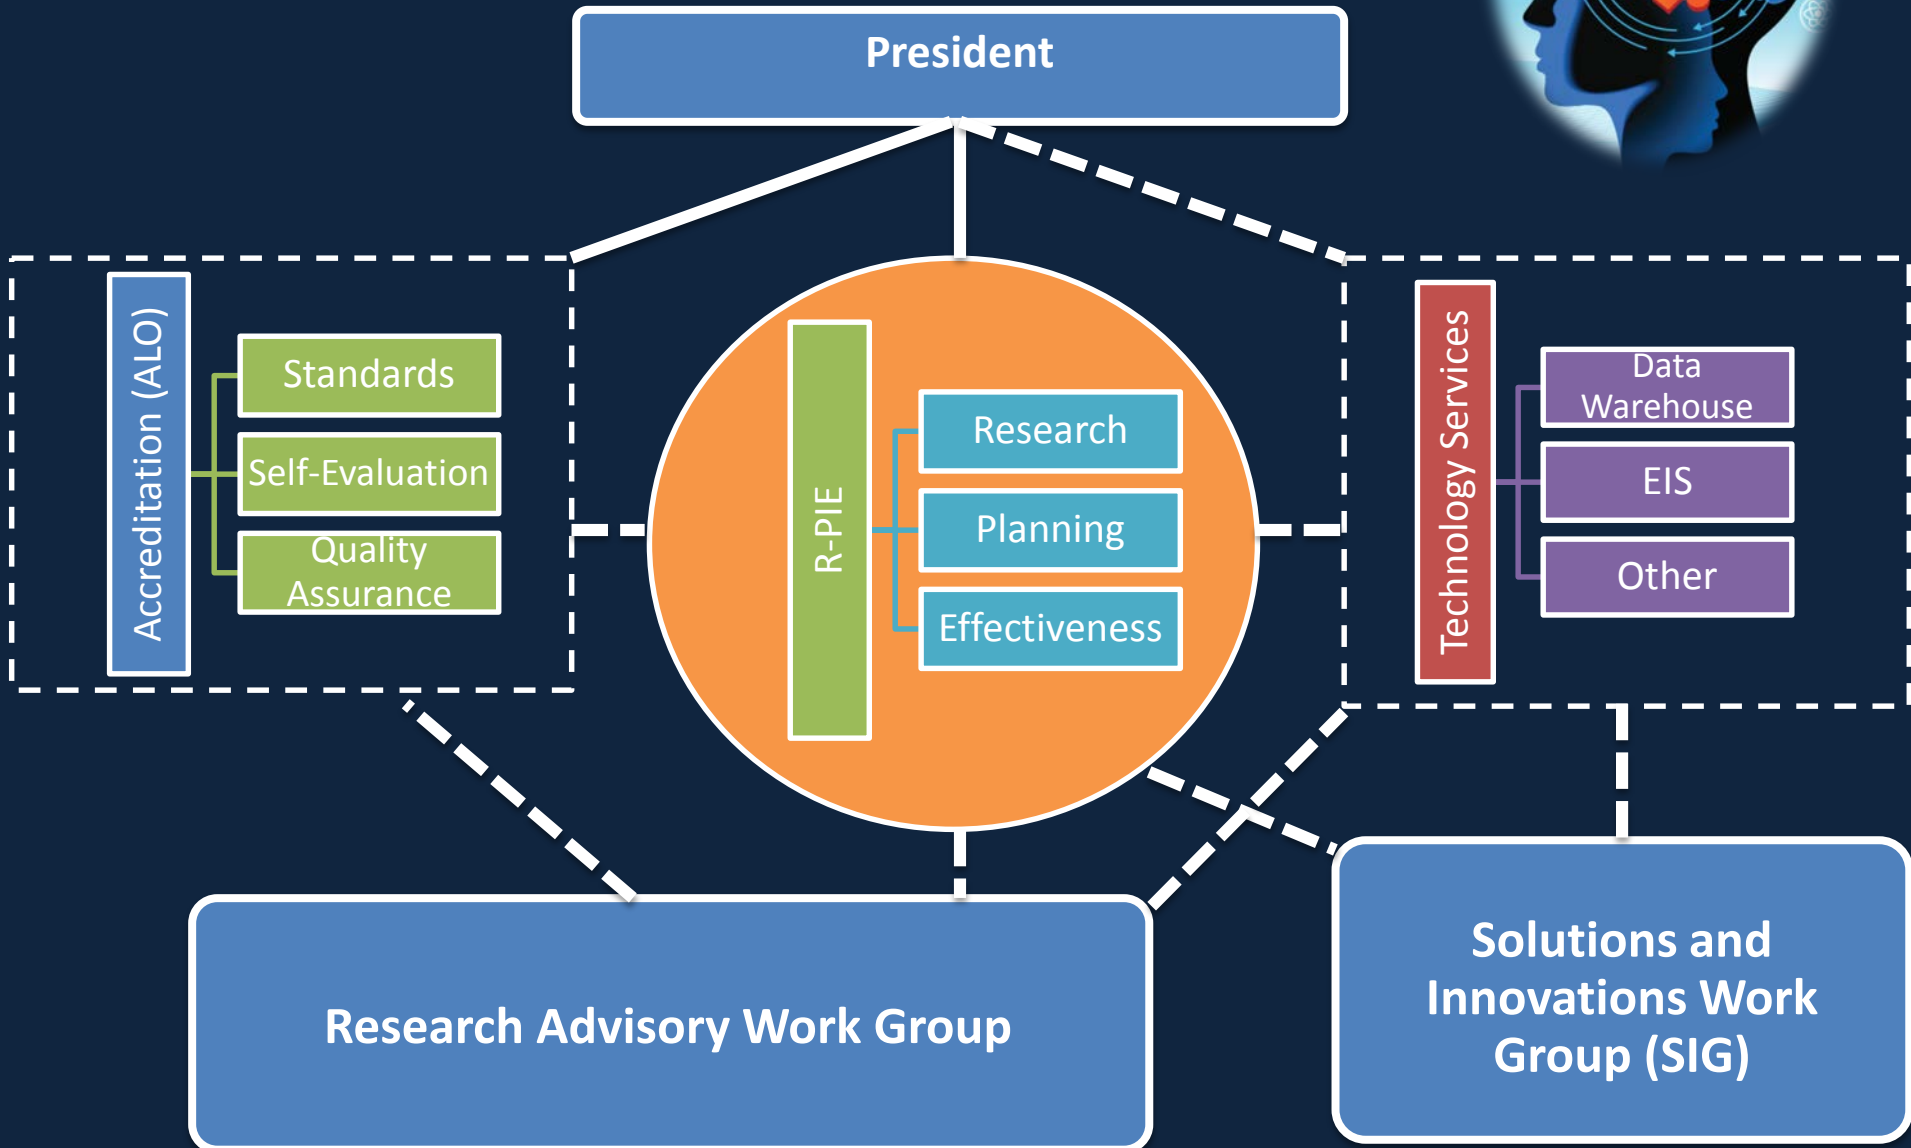 President
Accreditation (ALO)
Standards
Self-Evaluation
Quality
Assurance
R-PIE
Research
Planning
Effectiveness
Technology Services
Data
Warehouse
EIS
Other
Research Advisory Work Group
Solutions and
Innovations Work
Group (SIG)